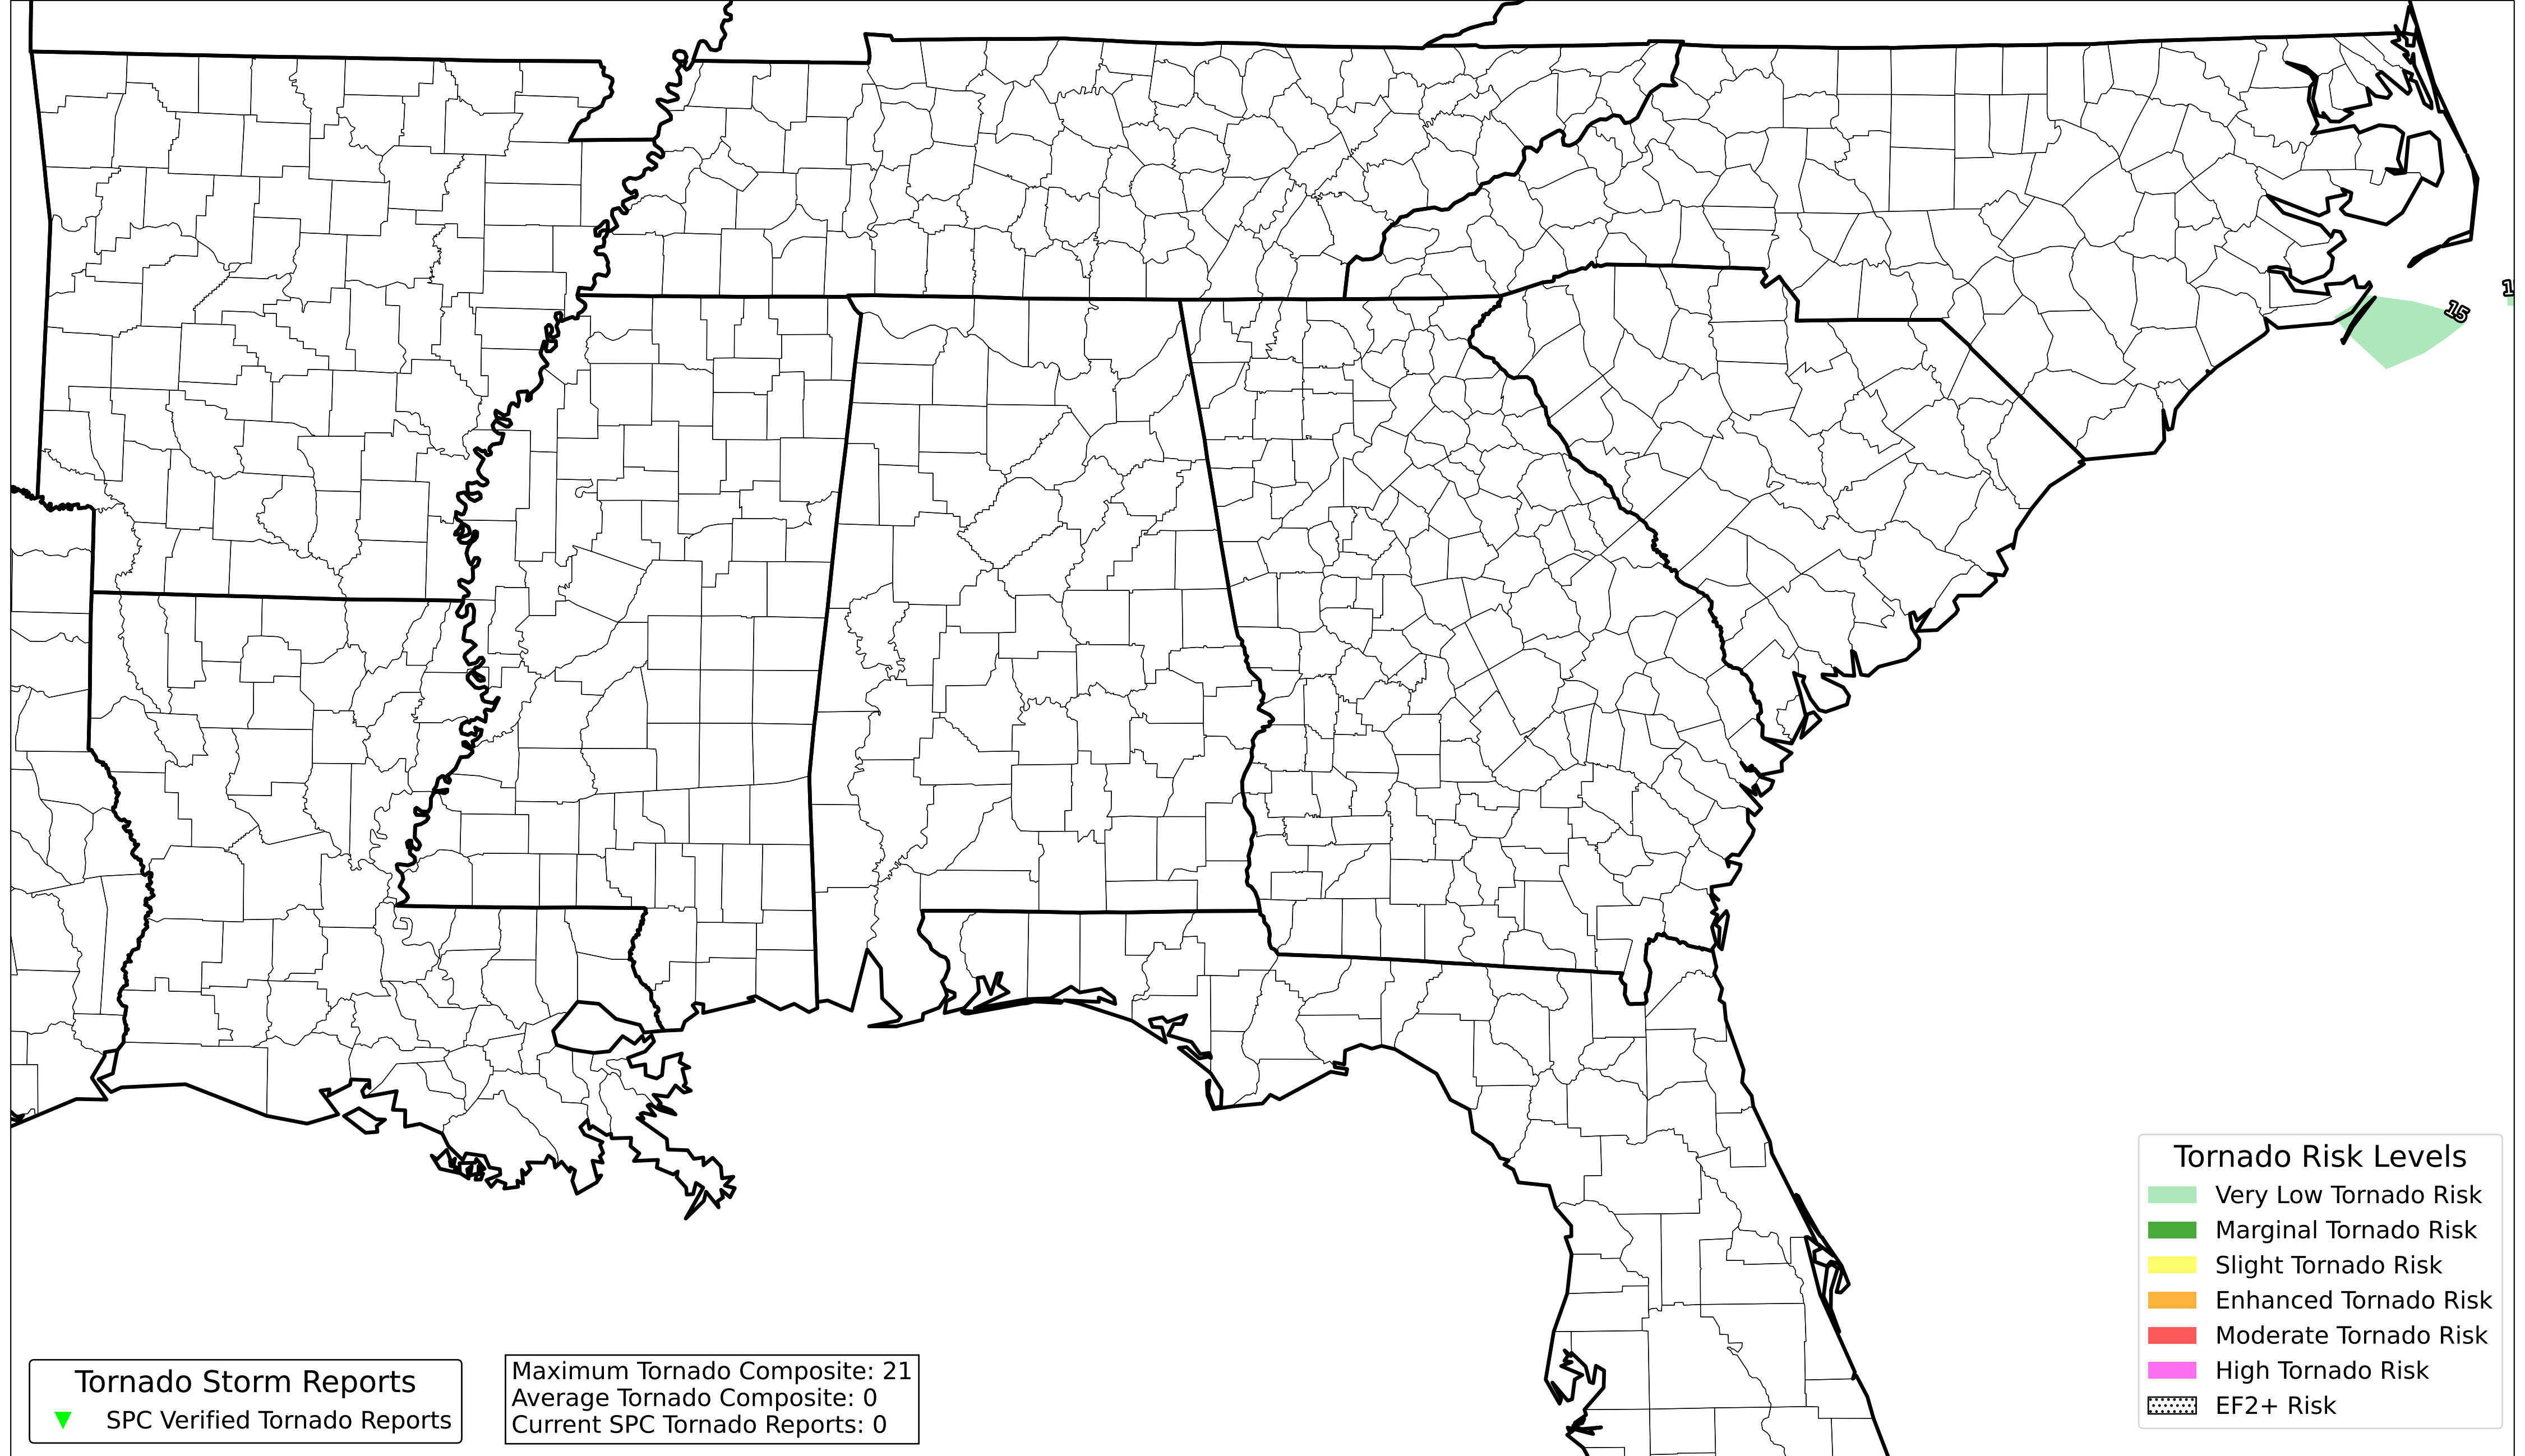 1
15
Tornado Risk Levels
Very Low Tornado Risk
Marginal Tornado Risk
Slight Tornado Risk
Enhanced Tornado Risk
Moderate Tornado Risk
High Tornado Risk
EF2+ Risk
Tornado Storm Reports
SPC Verified Tornado Reports
Maximum Tornado Composite: 21
Average Tornado Composite: 0
Current SPC Tornado Reports: 0